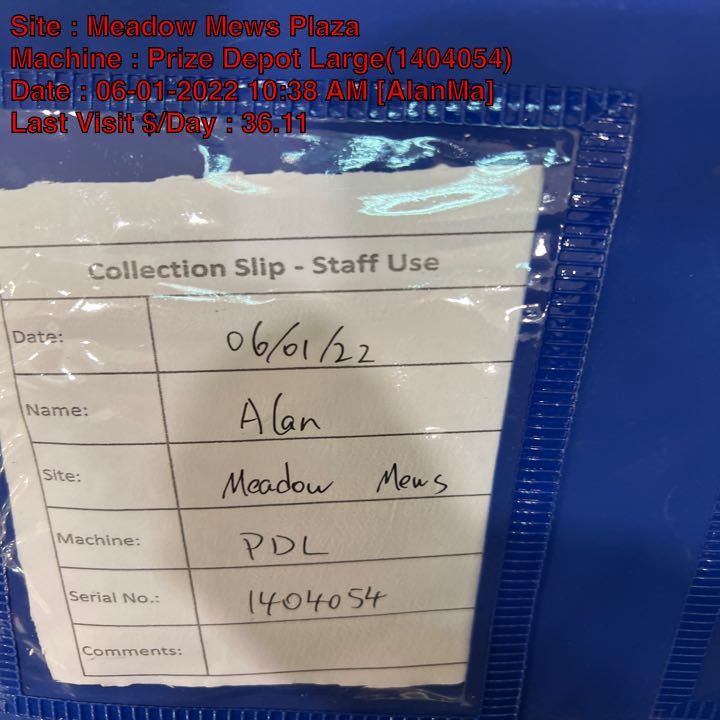 Site : Meadow Mews Plaza
Machine : Prize Depot Large(1404054)
Date : 06-01-2022 10:38 AM [AlanMa]
Last Visit $/Day : 36.11
Collection Slip - Staff Use
Date: 06/01/22
Name: Alan
Site: Meadow Mews
Machine: PDL
Serial No.: 1404054
Comments: